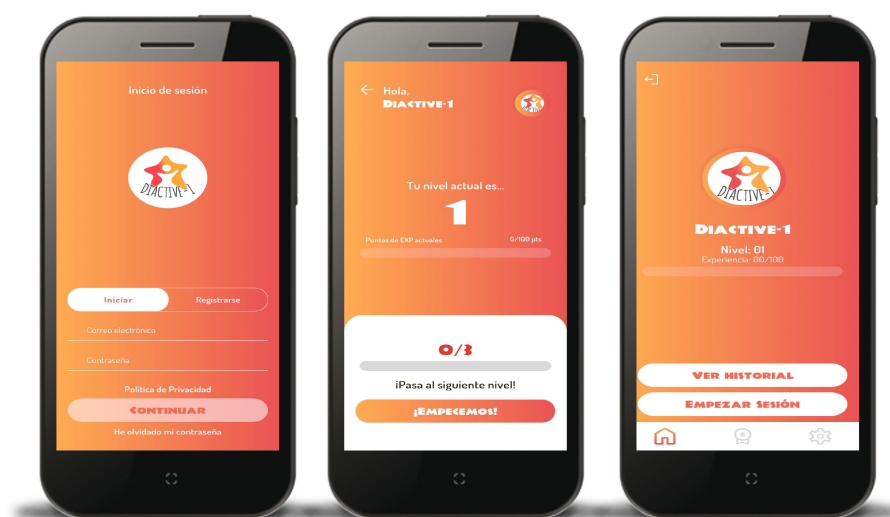 Inicio de sesión
DIACTIVE-1
Iniciar
Registrarse
Correo electrónico
Contraseña
Política de Privacidad
CONTINUAR
He olvidado mi contraseña
Hola,
DIACTIVE-1
DIACTIVE-1
Tu nivel actual es...
1
Puntos de EXP actuales
0/100 pts
0/3
¡Pasa al siguiente nivel!
¡EMPECEMOS!
DIACTIVE-1
DIACTIVE-1
Nivel: 01
Experiencia: 00/100
VER HISTORIAL
EMPEZAR SESIÓN